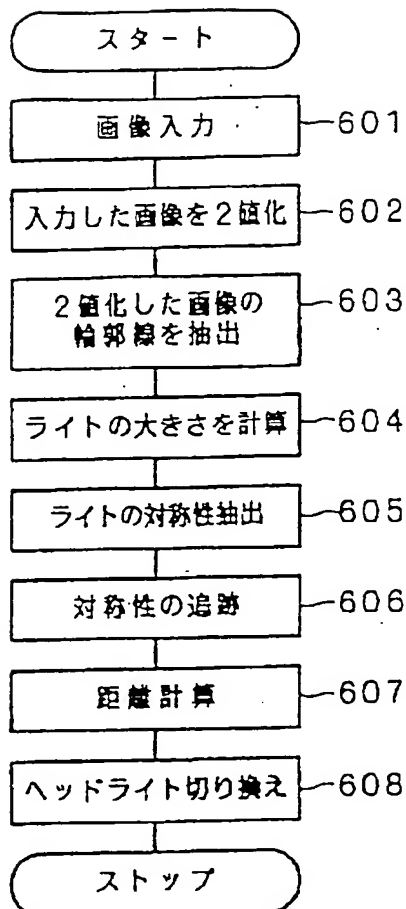 スタート
画像入力 601
入力した画像を2値化 602
2値化した画像の 603
輪郭線を抽出
ライトの大きさを計算 604
ライトの対称性抽出 605
対称性の追跡 606
距離計算 607
ヘッドライト切り換え 608
ストップ